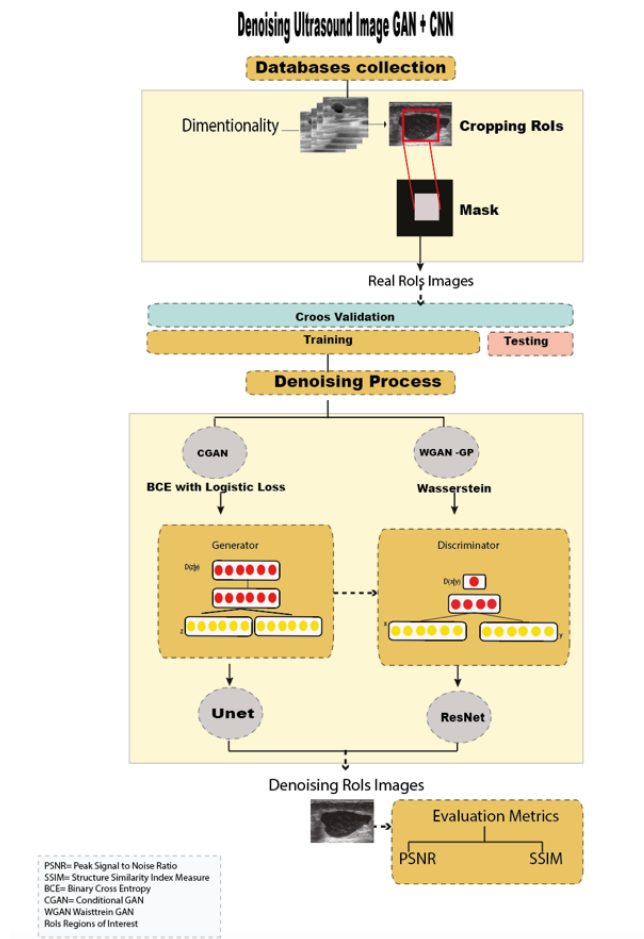 Denoising Ultrasound Image GAN + CNN
Databases collection
Dimentionality
Cropping RoIs
Mask
Real RoIs Images
Croos Validation
Training
Testing
Denoising Process
CGAN
WGAN -GP
BCE with Logistic Loss
Wasserstein
Generator
Discriminator
D(z|y)
D(x|y)
z
x
y
Unet
ResNet
Denoising RoIs Images
Evaluation Metrics
PSNR
SSIM
PSNR= Peak Signal to Noise Ratio
SSIM= Structure Similarity Index Measure
BCE= Binary Cross Entropy
CGAN= Conditional GAN
WGAN Waisttrein GAN
RoIs Regions of Interest